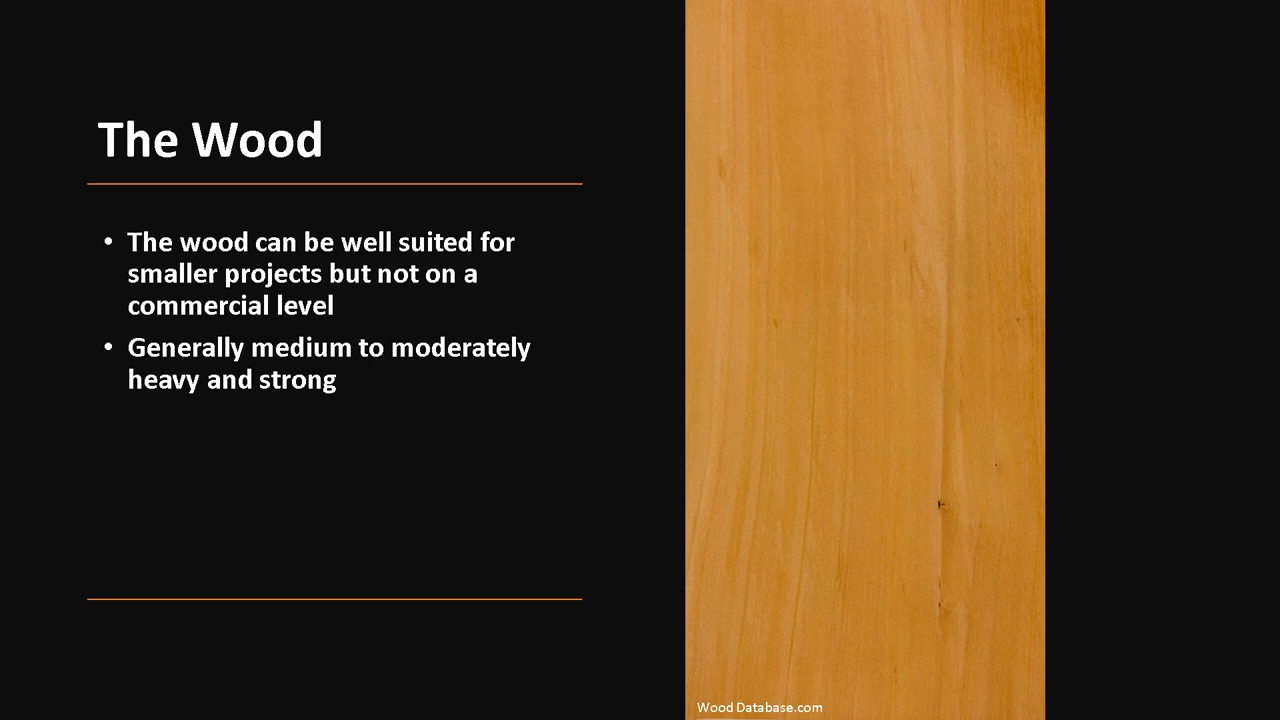 The Wood
• The wood can be well suited for
smaller projects but not on a
commercial level
• Generally medium to moderately
heavy and strong
Wood Database.com